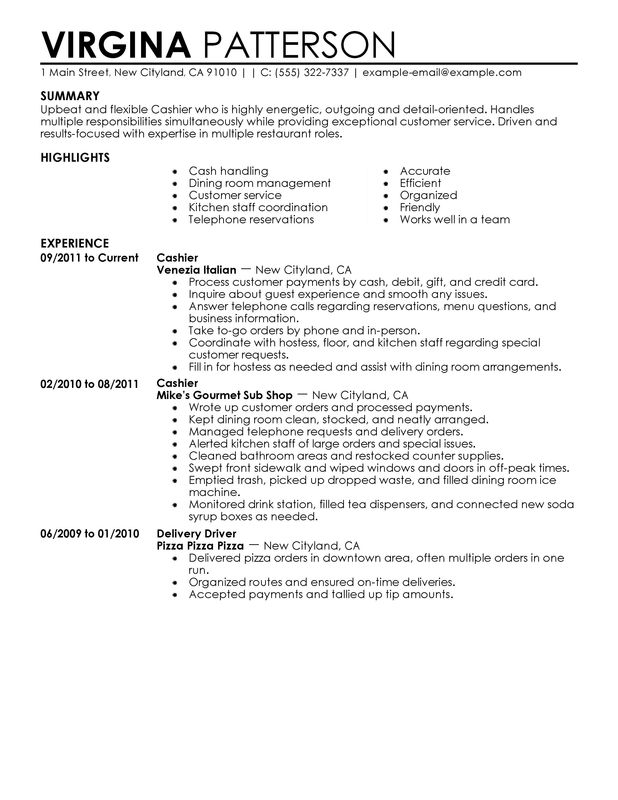 VIRGINA PATTERSON
1 Main Street, New Cityland, CA 91010 | | C: (555) 322-7337 | example-email@example.com
SUMMARY
Upbeat and flexible Cashier who is highly energetic, outgoing and detail-oriented. Handles
multiple responsibilities simultaneously while providing exceptional customer service. Driven and
results-focused with expertise in multiple restaurant roles.
HIGHLIGHTS
• Cash handling
• Dining room management
• Customer service
• Kitchen staff coordination
• Telephone reservations
• Accurate
• Efficient
• Organized
• Friendly
• Works well in a team
EXPERIENCE
09/2011 to Current Cashier
Venezia Italian — New Cityland, CA
• Process customer payments by cash, debit, gift, and credit card.
• Inquire about guest experience and smooth any issues.
• Answer telephone calls regarding reservations, menu questions, and
business information.
• Take to-go orders by phone and in-person.
• Coordinate with hostess, floor, and kitchen staff regarding special
customer requests.
• Fill in for hostess as needed and assist with dining room arrangements.
02/2010 to 08/2011 Cashier
Mike's Gourmet Sub Shop — New Cityland, CA
• Wrote up customer orders and processed payments.
• Kept dining room clean, stocked, and neatly arranged.
• Managed telephone requests and delivery orders.
• Alerted kitchen staff of large orders and special issues.
• Cleaned bathroom areas and restocked counter supplies.
• Swept front sidewalk and wiped windows and doors in off-peak times.
• Emptied trash, picked up dropped waste, and filled dining room ice
machine.
• Monitored drink station, filled tea dispensers, and connected new soda
syrup boxes as needed.
06/2009 to 01/2010 Delivery Driver
Pizza Pizza Pizza — New Cityland, CA
• Delivered pizza orders in downtown area, often multiple orders in one
run.
• Organized routes and ensured on-time deliveries.
• Accepted payments and tallied up tip amounts.